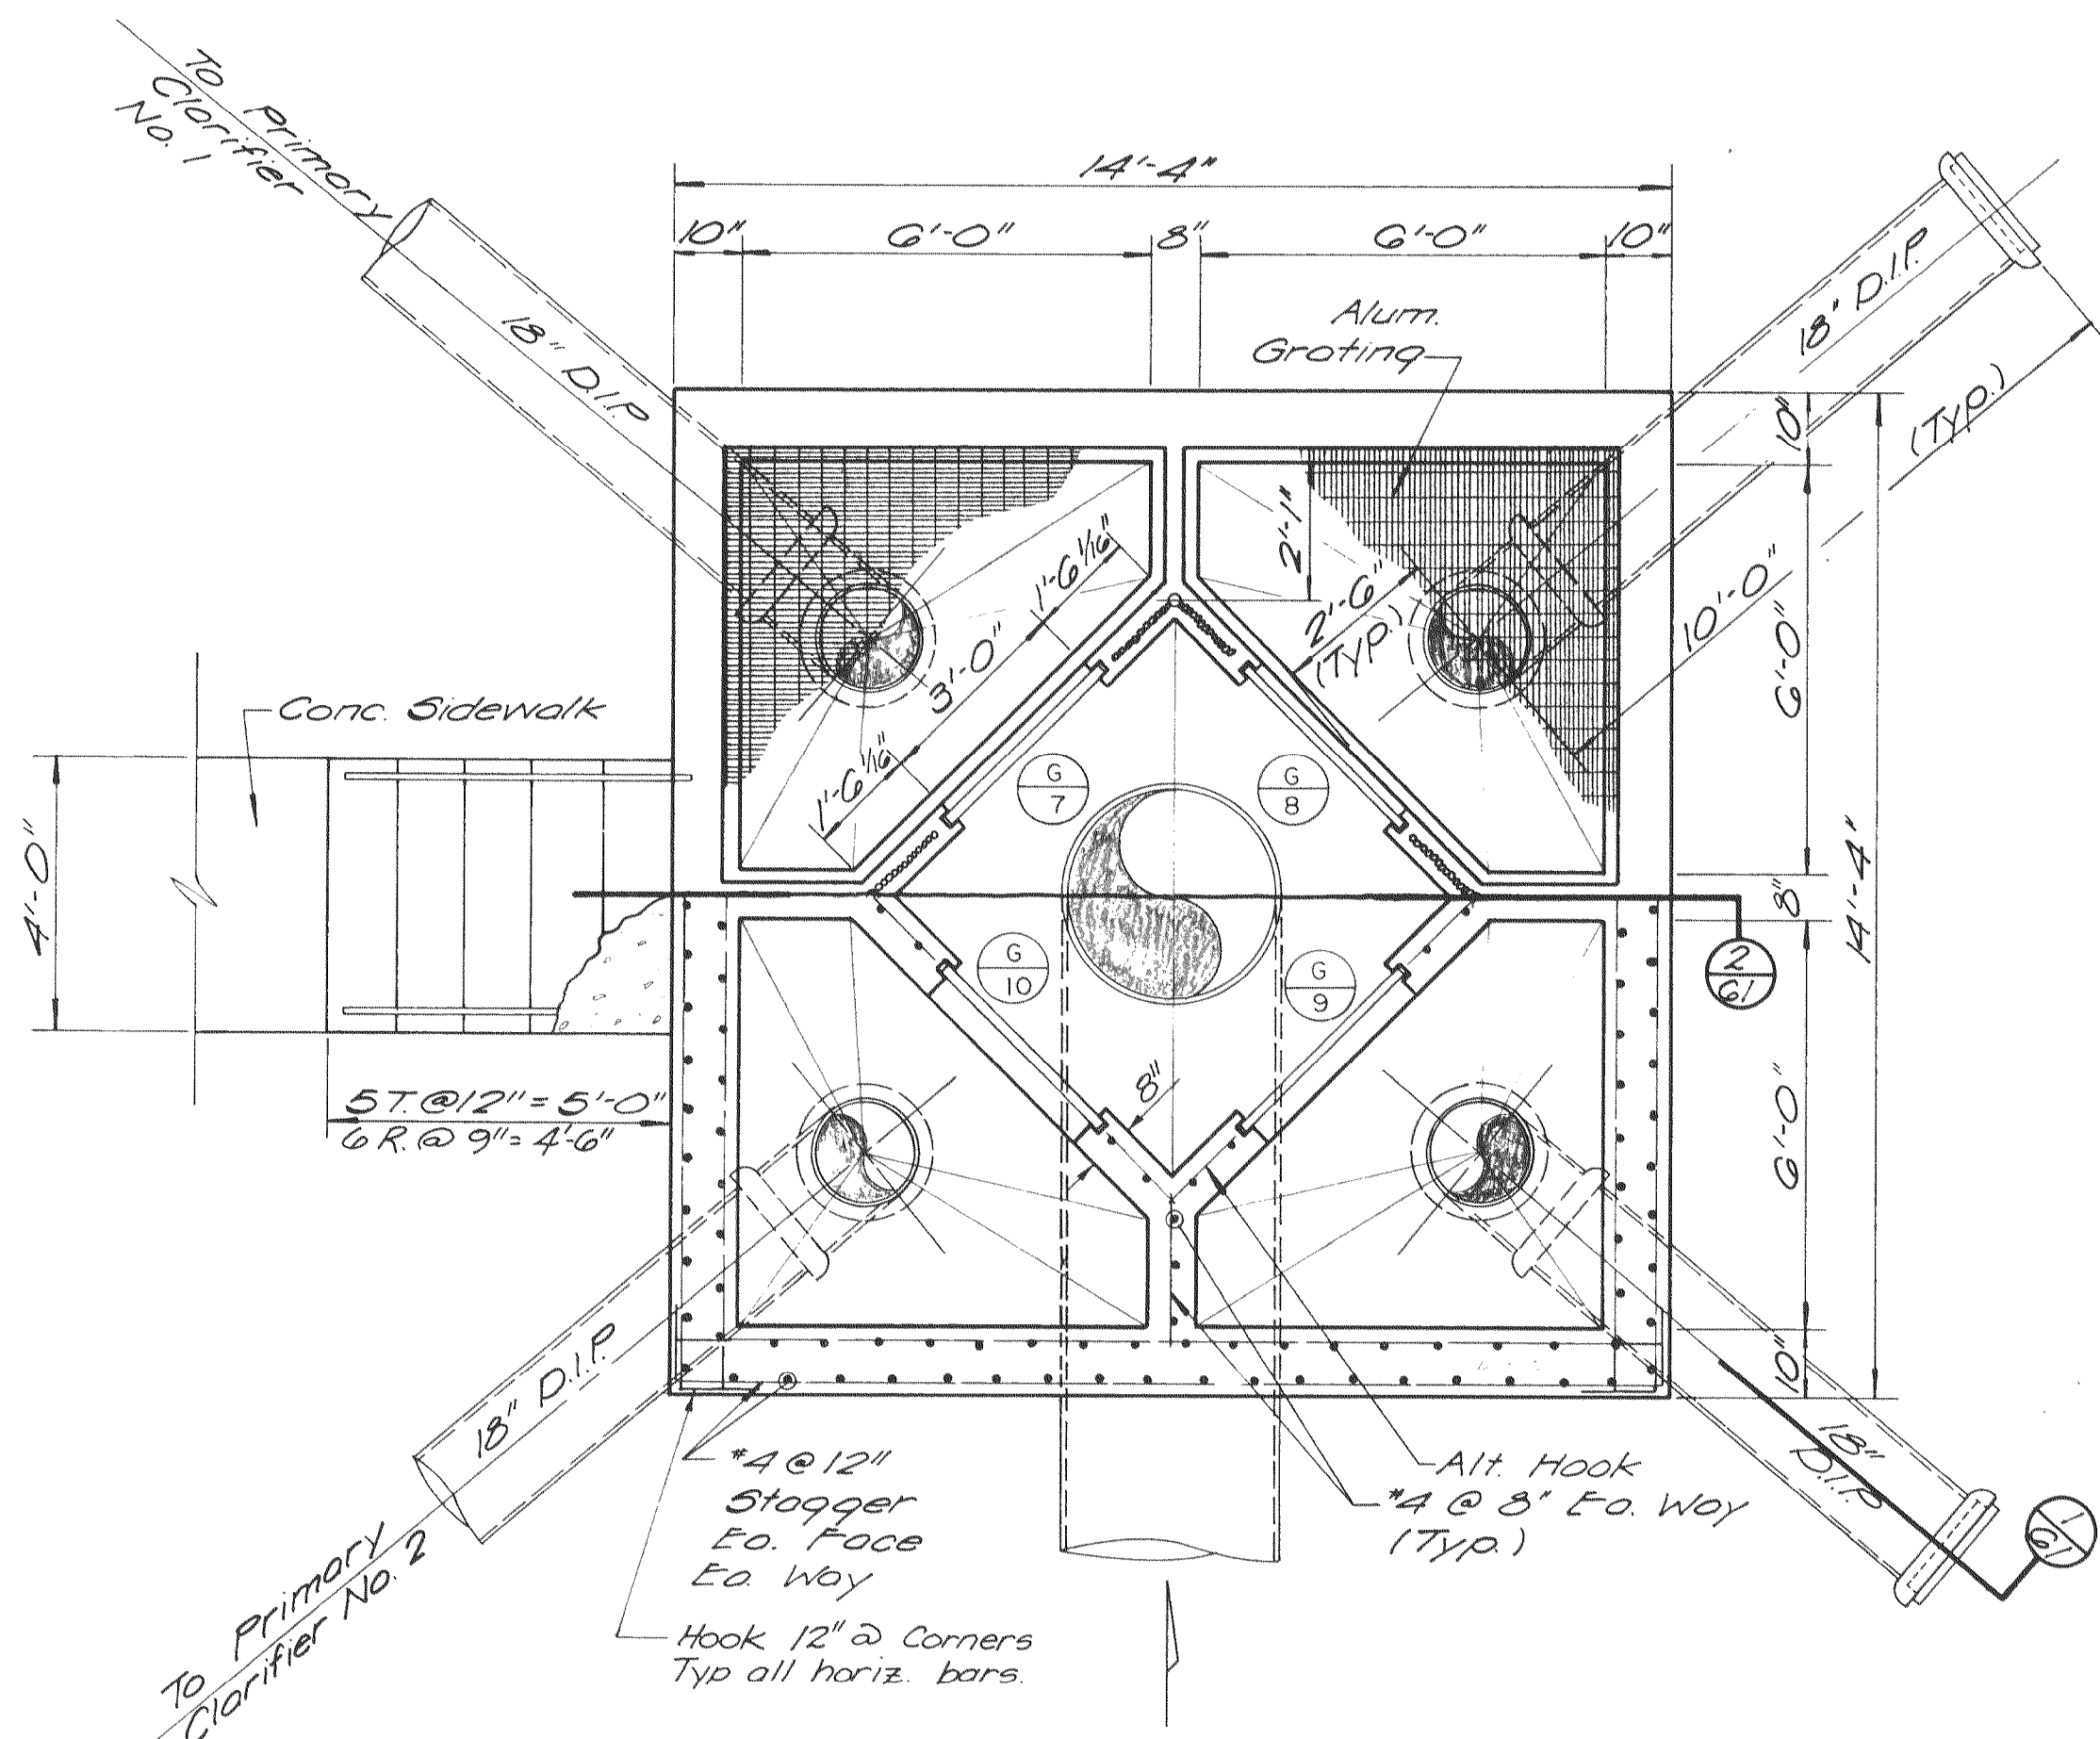 To Primary
Clarifier
No. 1
14'-4"
10"
6'-0"
8"
6'-0"
10"
18" D.I.P.
18" D.I.P
Alum.
Grating
(Typ.)
10"
2'-1"
1'-6 1/16"
2'-6"
(Typ.)
10'-0"
3'-0"
6'-0"
Conc. Sidewalk
1'-6 1/16"
G
7
G
8
4'-0"
14'-4"
8"
G
10
G
9
2
61
5 T. @ 12" = 5'-0"
6 R. @ 9" = 4'-6"
8"
6'-0"
10"
18" D.I.P.
18"
D.I.P
#4 @ 12"
Stagger
Ea. Face
Ea. Way
Alt. Hook
#4 @ 8" Ea. Way
(Typ.)
1
61
Hook 12" @ Corners
Typ all horiz. bars.
To Primary
Clarifier No. 2